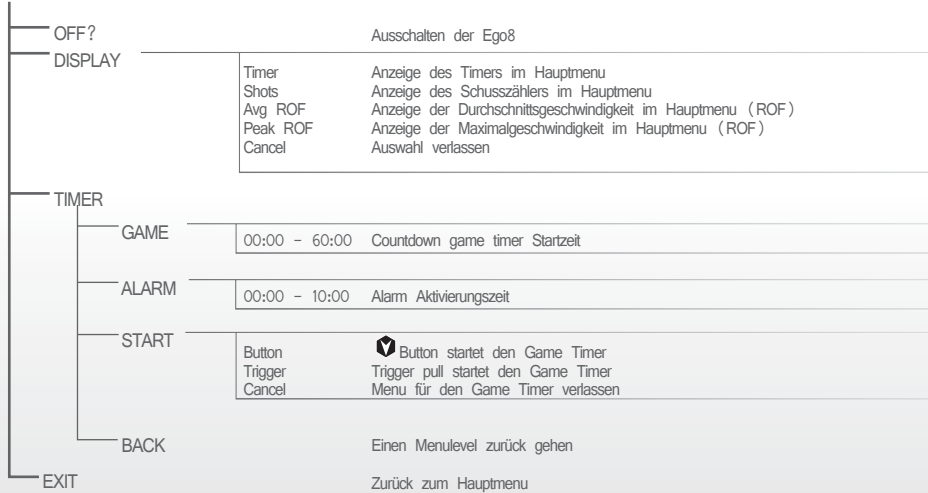 OFF? Ausschalten der Ego8
DISPLAY
Timer Anzeige des Timers im Hauptmenu
Shots Anzeige des Schusszählers im Hauptmenu
Avg ROF Anzeige der Durchschnittsgeschwindigkeit im Hauptmenu (ROF)
Peak ROF Anzeige der Maximalgeschwindigkeit im Hauptmenu (ROF)
Cancel Auswahl verlassen
TIMER
GAME
00:00 - 60:00 Countdown game timer Startzeit
ALARM
00:00 - 10:00 Alarm Aktivierungszeit
START
Button Button startet den Game Timer
Trigger Trigger pull startet den Game Timer
Cancel Menu für den Game Timer verlassen
BACK Einen Menulevel zurück gehen
EXIT Zurück zum Hauptmenu